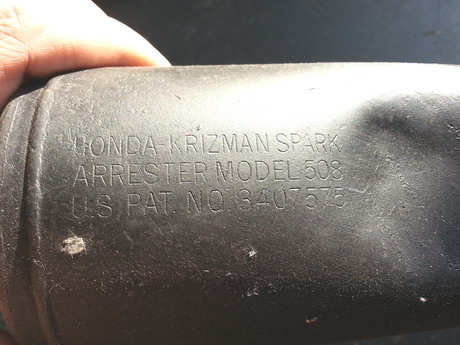 HONDA-KRIZMAN SPARK
ARRESTER MODEL 508
U.S PAT. NO. 3407575